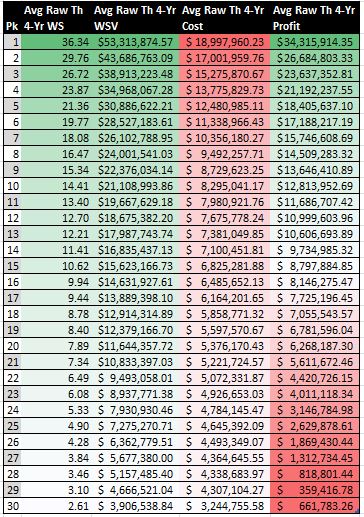 Avg Raw Th Avg Raw Th 4-Yr Avg Raw Th 4-Yr Avg Raw Th 4-Yr
Pk 4-Yr WS WSV Cost Profit
1 36.34 $53,313,874.57 $ 18,997,960.23 $34,315,914.35
2 29.76 $43,686,763.09 $ 17,001,959.76 $26,684,803.33
3 26.72 $38,913,223.48 $ 15,275,870.67 $23,637,352.81
4 23.87 $34,968,067.28 $ 13,775,829.73 $21,192,237.55
5 21.36 $30,886,622.21 $ 12,480,985.11 $18,405,637.10
6 19.77 $28,527,183.61 $ 11,338,966.43 $17,188,217.19
7 18.08 $26,102,788.95 $ 10,356,180.27 $15,746,608.69
8 16.47 $24,001,541.03 $ 9,492,257.71 $14,509,283.32
9 15.34 $22,376,034.14 $ 8,729,623.25 $13,646,410.89
10 14.41 $21,108,993.86 $ 8,295,041.17 $12,813,952.69
11 13.40 $19,667,629.18 $ 7,980,921.76 $11,686,707.42
12 12.70 $18,675,382.20 $ 7,675,778.24 $10,999,603.96
13 12.21 $17,987,743.74 $ 7,381,049.85 $10,606,693.89
14 11.41 $16,835,437.13 $ 7,100,451.81 $ 9,734,985.32
15 10.62 $15,623,166.73 $ 6,825,281.88 $ 8,797,884.85
16 9.94 $14,631,927.61 $ 6,485,652.13 $ 8,146,275.47
17 9.44 $13,889,398.10 $ 6,164,201.65 $ 7,725,196.45
18 8.78 $12,914,314.89 $ 5,858,771.32 $ 7,055,543.57
19 8.40 $12,379,166.70 $ 5,597,570.67 $ 6,781,596.04
20 7.89 $11,644,357.72 $ 5,376,170.43 $ 6,268,187.30
21 7.34 $10,833,397.03 $ 5,221,724.57 $ 5,611,672.46
22 6.49 $ 9,493,058.01 $ 5,072,331.87 $ 4,420,726.15
23 6.08 $ 8,937,771.38 $ 4,926,653.03 $ 4,011,118.34
24 5.33 $ 7,930,930.46 $ 4,784,145.47 $ 3,146,784.98
25 4.90 $ 7,275,270.71 $ 4,645,392.09 $ 2,629,878.61
26 4.28 $ 6,362,779.51 $ 4,493,349.07 $ 1,869,430.44
27 3.84 $ 5,677,380.00 $ 4,364,645.55 $ 1,312,734.45
28 3.46 $ 5,157,485.40 $ 4,338,683.97 $ 818,801.44
29 3.10 $ 4,666,521.04 $ 4,307,104.27 $ 359,416.78
30 2.61 $ 3,906,538.84 $ 3,244,755.58 $ 661,783.26